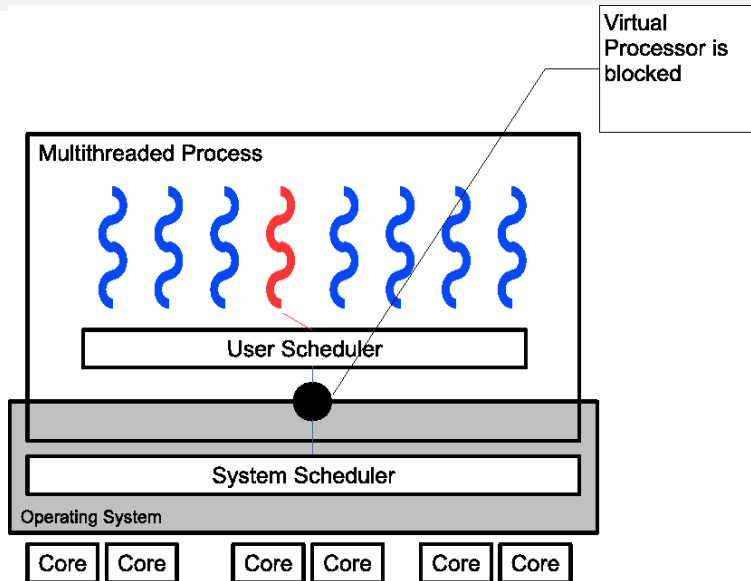 Virtual
Processor is
blocked
Multithreaded Process
User Scheduler
System Scheduler
Operating System
Core Core Core Core Core Core